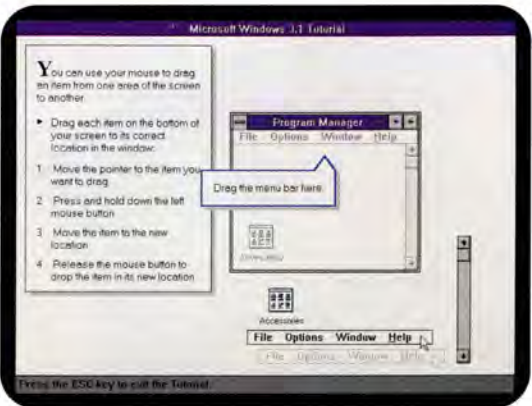 Microsoft Windows 3.1 Tutorial
You can use your mouse to drag
an item from one area of the screen
to another.
▸ Drag each item on the bottom of
your screen to its correct
location in the window:
1 Move the pointer to the item you
want to drag
2 Press and hold down the left
mouse button
3 Move the item to the new
location
4 Release the mouse button to
drop the item in its new location
Program Manager
File Options Window Help
Drag the menu bar here.
Accessories
Accessories
File Options Window Help
File Options Window Help
Press the ESC key to exit the Tutorial.